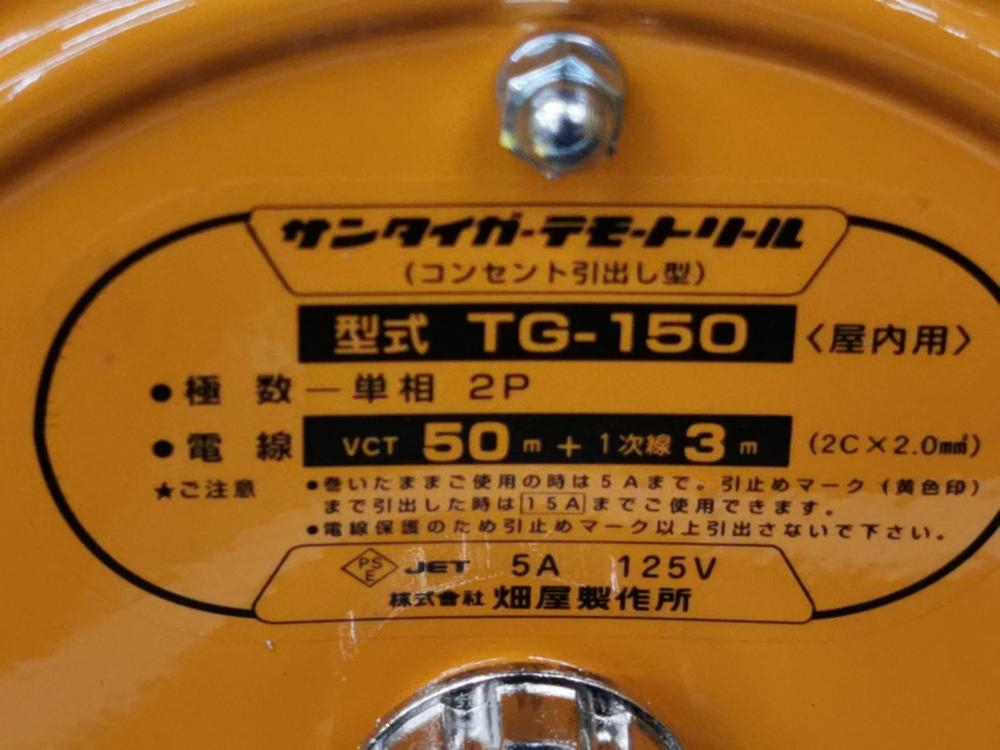 サンタイガーテモートリール
(コンセント引出し型)
型式 TG-150 〈屋内用〉
●極 数—単相 2P
●電 線 VCT 50m+1次線3m (2C×2.0㎟)
★ご注意 ●巻いたままご使用の時は5Aまで。引止めマーク(黄色印)
まで引出した時は15Aまでご使用できます。
●電線保護のため引止めマーク以上引出さないで下さい。
PSE JET 5A 125V
株式會社 畑屋製作所